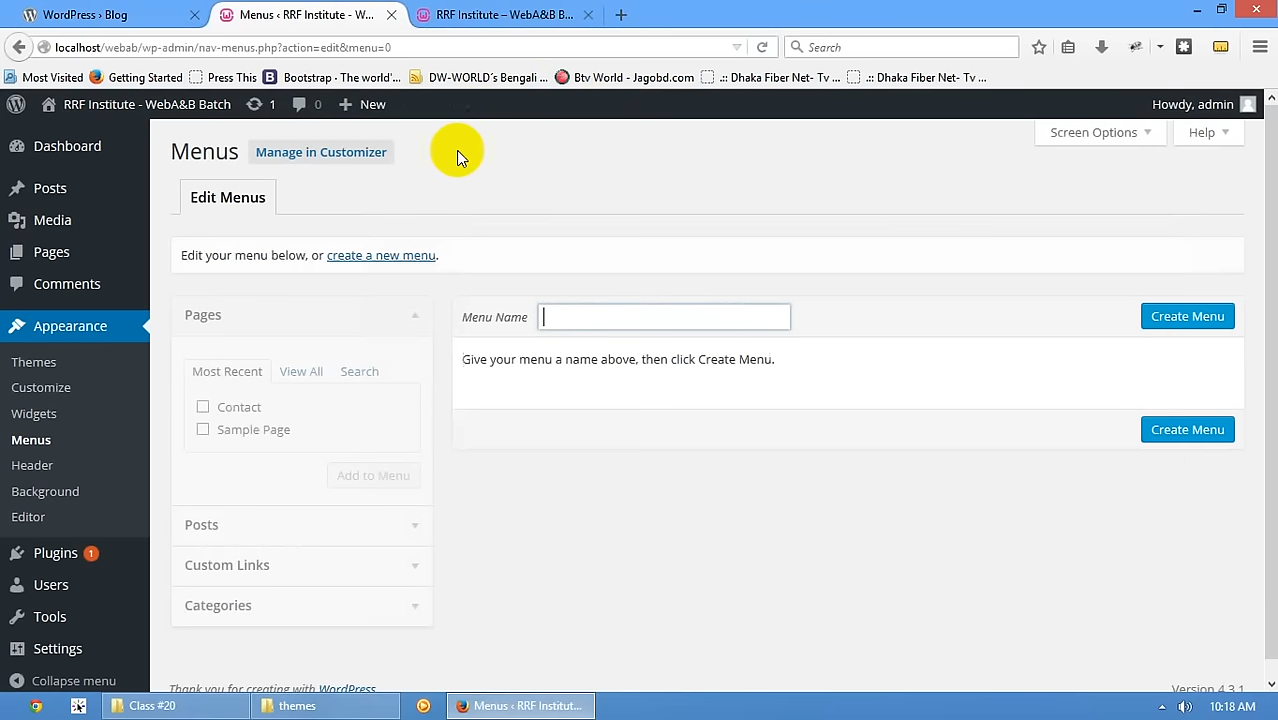 WordPress › Blog
Menus ‹ RRF Institute - W...
RRF Institute – WebA&B B...
localhost/webab/wp-admin/nav-menus.php?action=edit&menu=0
Search
Most Visited
Getting Started
Press This
Bootstrap · The world'...
DW-WORLD´s Bengali ...
Btv World - Jagobd.com
.:: Dhaka Fiber Net- Tv ...
.:: Dhaka Fiber Net- Tv ...
RRF Institute - WebA&B Batch
1
0
New
Howdy, admin
Screen Options
Help
Dashboard
Posts
Media
Pages
Comments
Appearance
Themes
Customize
Widgets
Menus
Header
Background
Editor
Plugins 1
Users
Tools
Settings
Collapse menu
Menus
Manage in Customizer
Edit Menus
Edit your menu below, or create a new menu.
Pages
Most Recent
View All
Search
Contact
Sample Page
Add to Menu
Posts
Custom Links
Categories
Menu Name
Create Menu
Give your menu a name above, then click Create Menu.
Create Menu
Thank you for creating with WordPress
Version 4.3.1
Class #20
themes
Menus ‹ RRF Institut...
10:18 AM